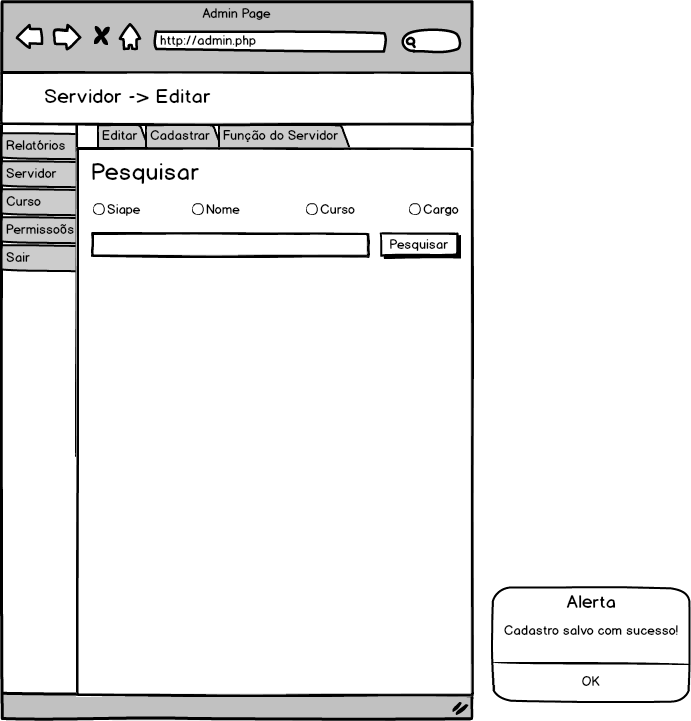 Admin Page
http://admin.php
Servidor -> Editar
Editar Cadastrar Função do Servidor
Relatórios
Servidor
Curso
Permissoõs
Sair
Pesquisar
Siape Nome Curso Cargo
Pesquisar
Alerta
Cadastro salvo com sucesso!
OK